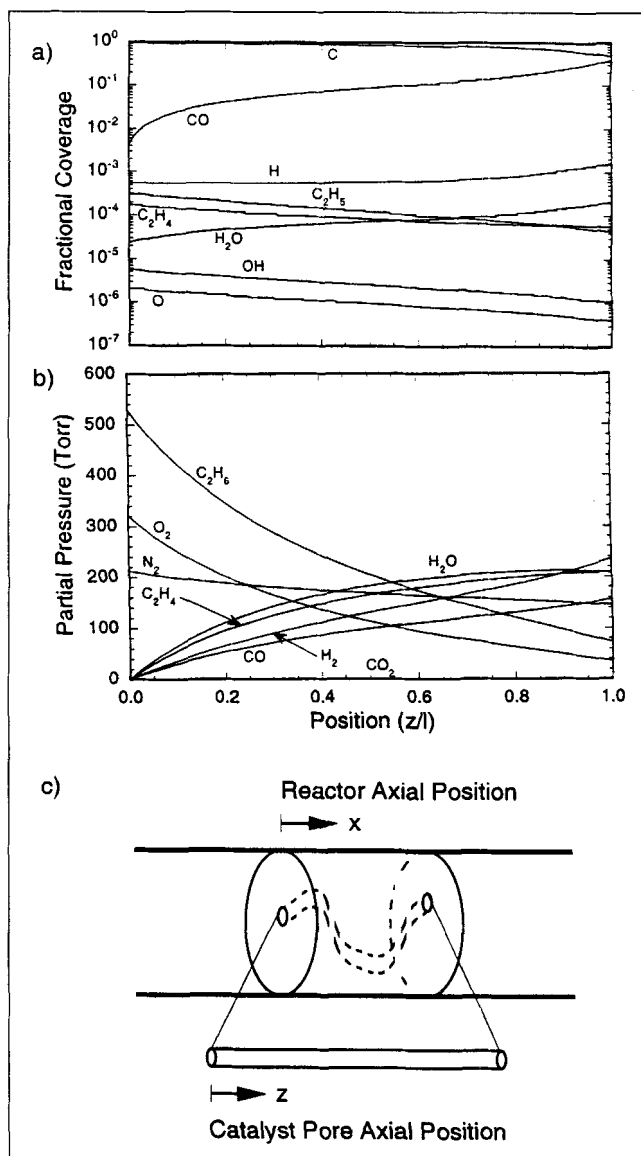 a)
Fractional Coverage
10⁰
10⁻¹
10⁻²
10⁻³
10⁻⁴
10⁻⁵
10⁻⁶
10⁻⁷
C
CO
H
C₂H₅
C₂H₄
H₂O
OH
O
b)
Partial Pressure (Torr)
600
500
400
300
200
100
0
C₂H₆
O₂
N₂
H₂O
C₂H₄
CO
H₂
CO₂
0.0 0.2 0.4 0.6 0.8 1.0
Position (z/l)
c)
Reactor Axial Position
x
z
Catalyst Pore Axial Position